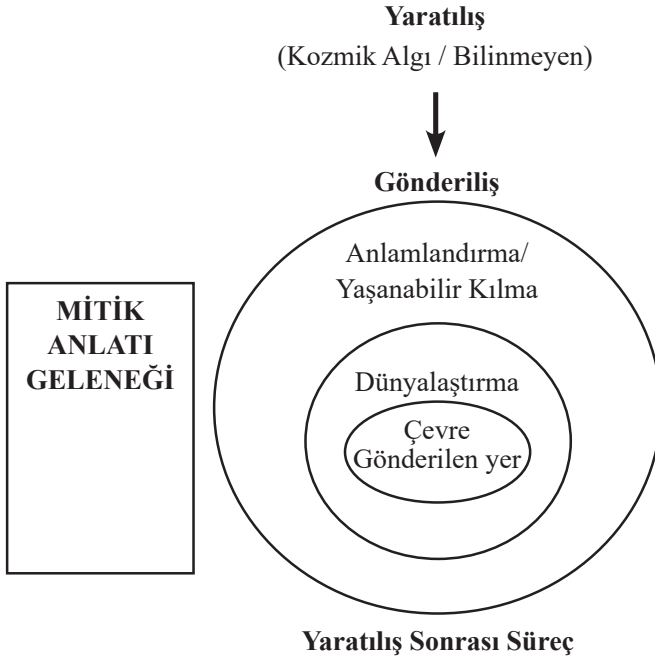 Yaratılış
(Kozmik Algı / Bilinmeyen)
Gönderiliş
Anlamlandırma/
Yaşanabilir Kılma
MİTİK
ANLATI
GELENEĞİ
Dünyalaştırma
Çevre
Gönderilen yer
Yaratılış Sonrası Süreç